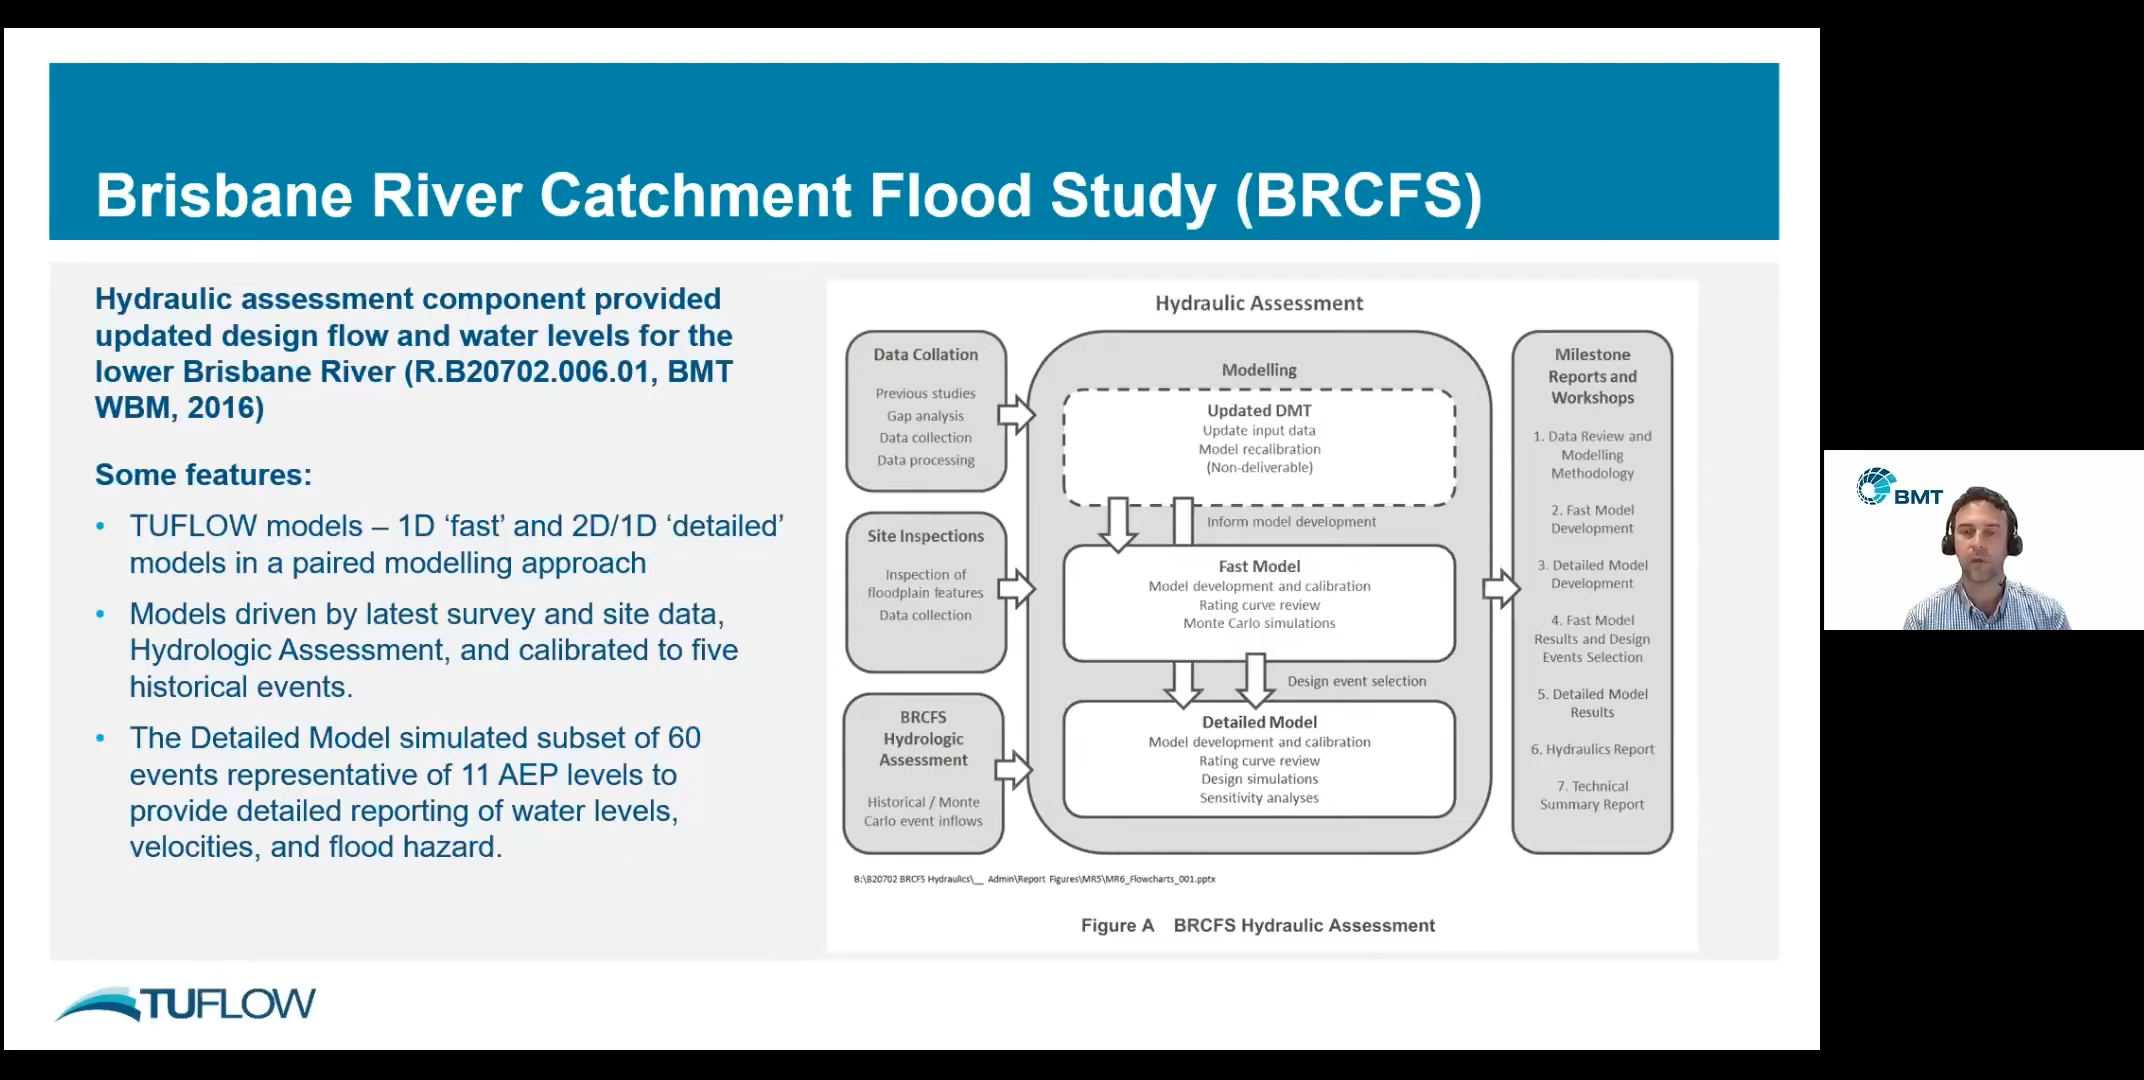 Brisbane River Catchment Flood Study (BRCFS)
Hydraulic assessment component provided
updated design flow and water levels for the
lower Brisbane River (R.B20702.006.01, BMT
WBM, 2016)
Some features:
• TUFLOW models – 1D ‘fast’ and 2D/1D ‘detailed’
models in a paired modelling approach
• Models driven by latest survey and site data,
Hydrologic Assessment, and calibrated to five
historical events.
• The Detailed Model simulated subset of 60
events representative of 11 AEP levels to
provide detailed reporting of water levels,
velocities, and flood hazard.
Hydraulic Assessment
Data Collation
Previous studies
Gap analysis
Data collection
Data processing
Site Inspections
Inspection of
floodplain features
Data collection
BRCFS
Hydrologic
Assessment
Historical / Monte
Carlo event inflows
Modelling
Updated DMT
Update input data
Model recalibration
(Non-deliverable)
Inform model development
Fast Model
Model development and calibration
Rating curve review
Monte Carlo simulations
Design event selection
Detailed Model
Model development and calibration
Rating curve review
Design simulations
Sensitivity analyses
Milestone
Reports and
Workshops
1. Data Review and
Modelling
Methodology
2. Fast Model
Development
3. Detailed Model
Development
4. Fast Model
Results and Design
Events Selection
5. Detailed Model
Results
6. Hydraulics Report
7. Technical
Summary Report
B:\B20702 BRCFS Hydraulics\__ Admin\Report Figures\MR5\MR6_Flowcharts_001.pptx
Figure A BRCFS Hydraulic Assessment
TUFLOW
BMT